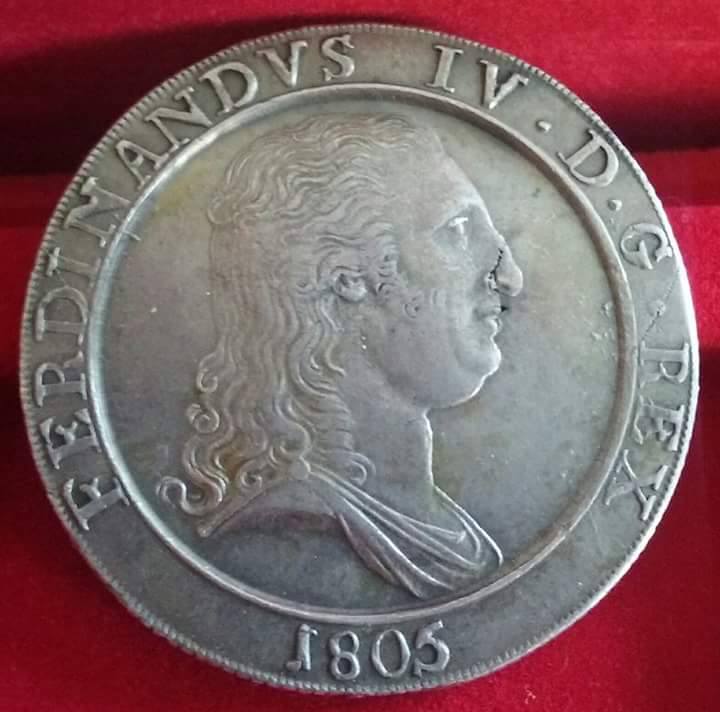 FERDINANDVS IV · D · G · REX
1805